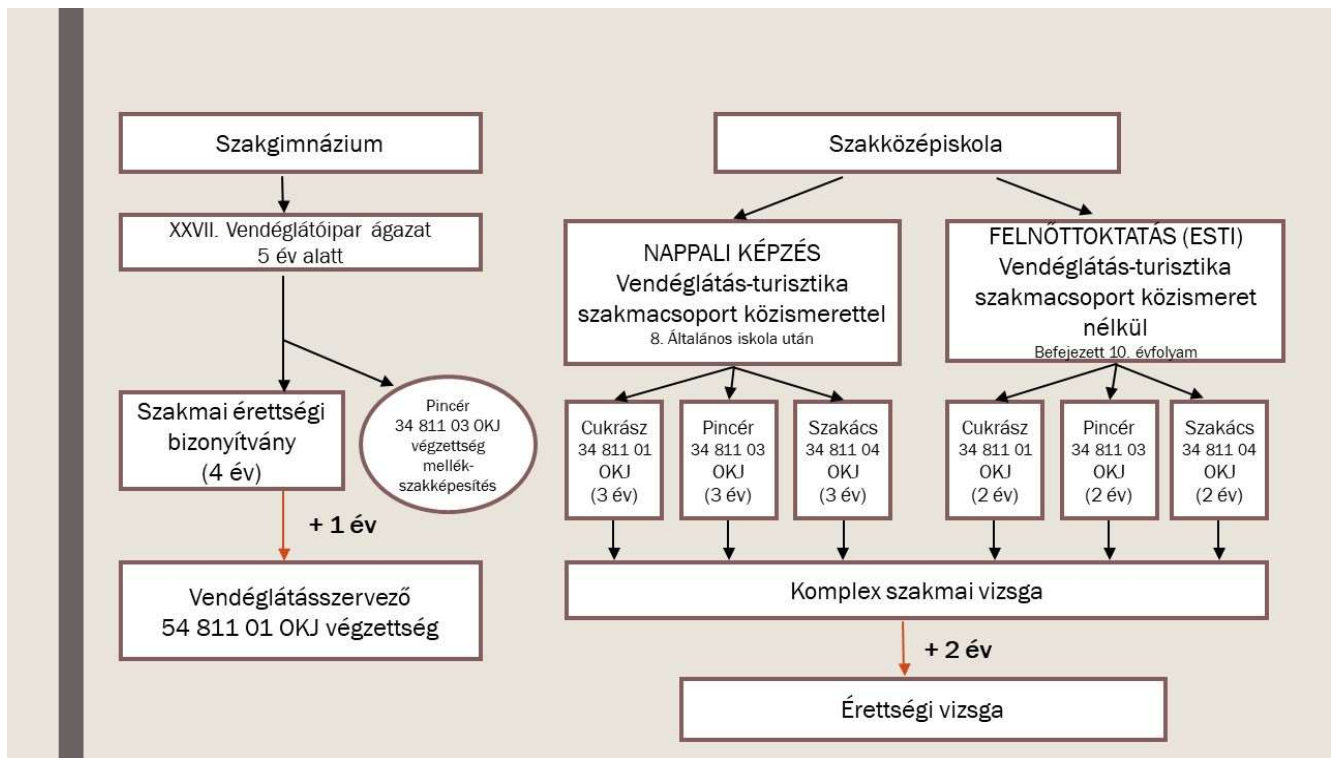 Szakgimnázium
XXVII. Vendéglátóipar ágazat
5 év alatt
Szakmai érettségi
bizonyítvány
(4 év)
Pincér
34 811 03 OKJ
végzettség
mellék-
szakképesítés
+ 1 év
Vendéglátásszervező
54 811 01 OKJ végzettség
Szakközépiskola
NAPPALI KÉPZÉS
Vendéglátás-turisztika
szakmacsoport közismerettel
8. Általános iskola után
FELNŐTTOKTATÁS (ESTI)
Vendéglátás-turisztika
szakmacsoport közismeret
nélkül
Befejezett 10. évfolyam
Cukrász
34 811 01
OKJ
(3 év)
Pincér
34 811 03
OKJ
(3 év)
Szakács
34 811 04
OKJ
(3 év)
Cukrász
34 811 01
OKJ
(2 év)
Pincér
34 811 03
OKJ
(2 év)
Szakács
34 811 04
OKJ
(2 év)
Komplex szakmai vizsga
+ 2 év
Érettségi vizsga